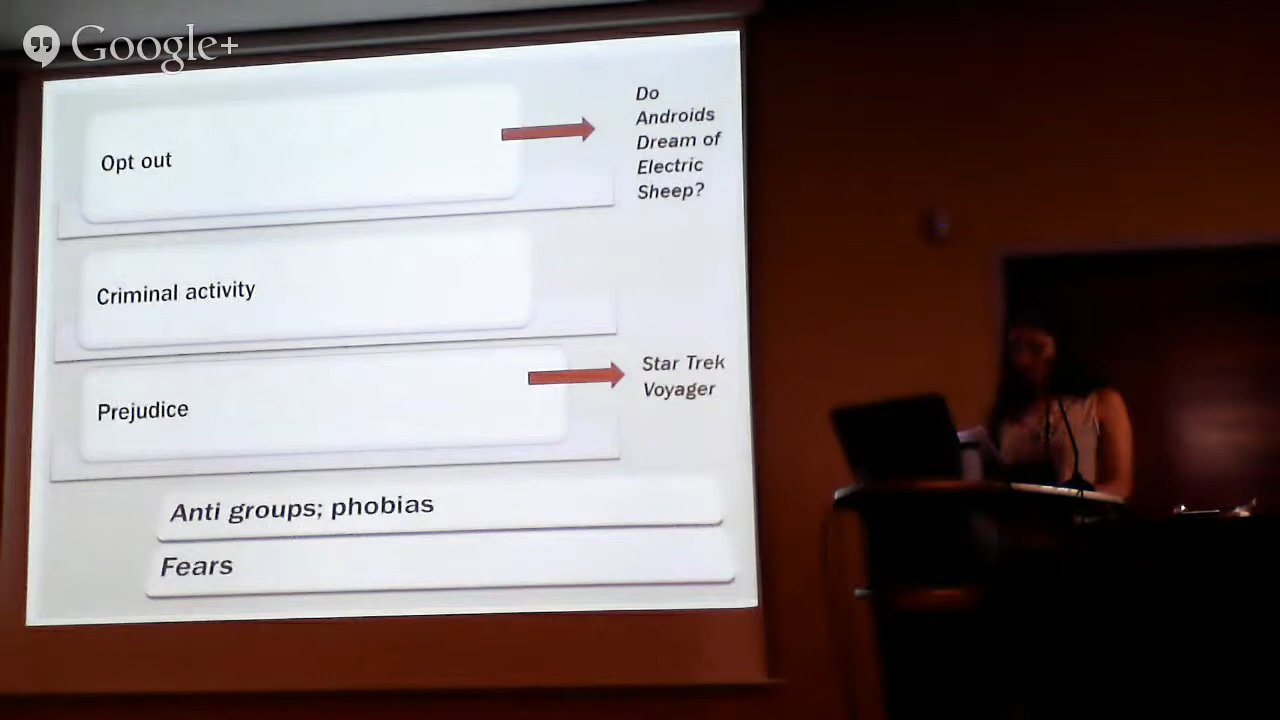 Google+
Opt out
Do
Androids
Dream of
Electric
Sheep?
Criminal activity
Prejudice
Star Trek
Voyager
Anti groups; phobias
Fears